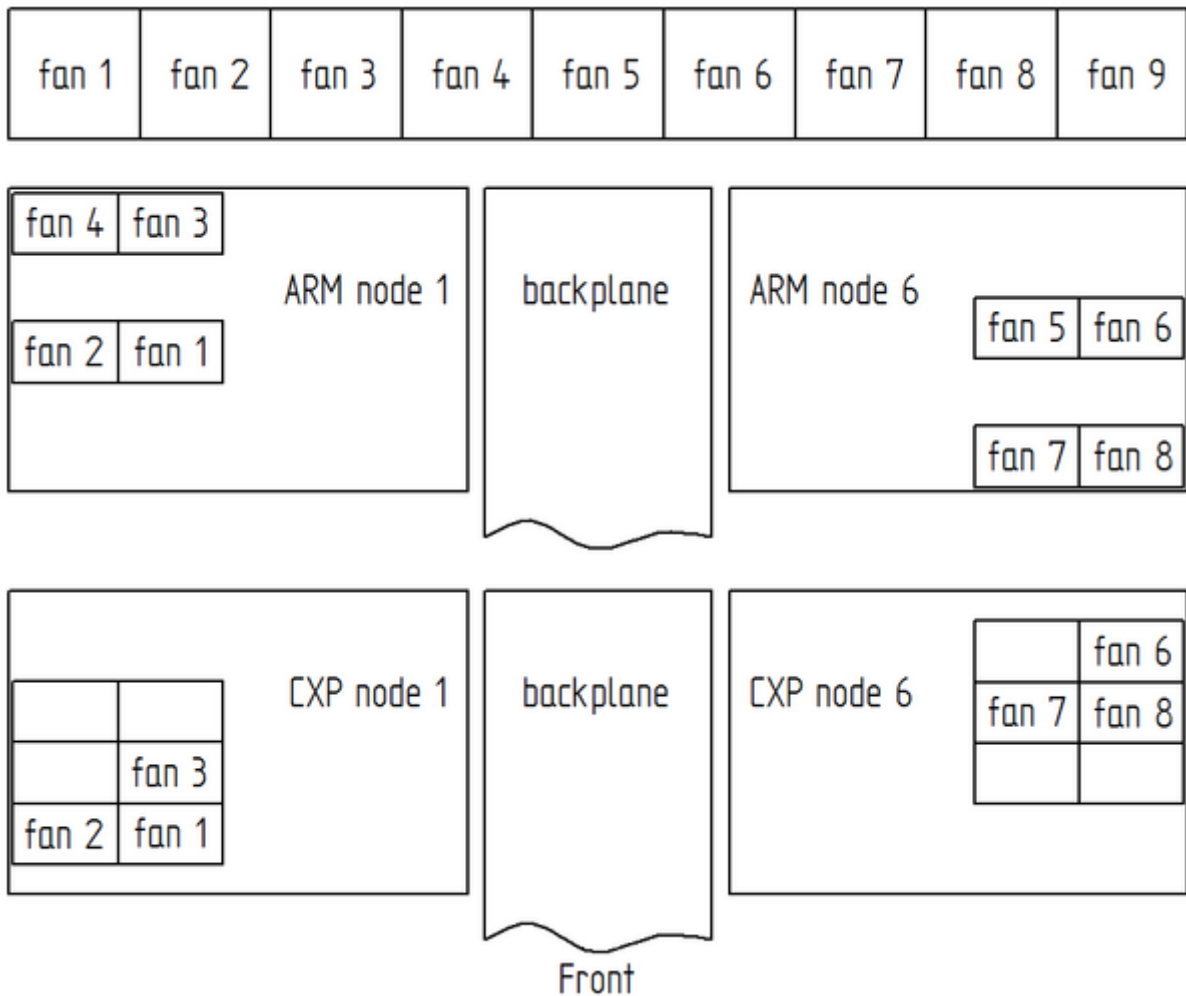 fan 1 fan 2 fan 3 fan 4 fan 5 fan 6 fan 7 fan 8 fan 9
fan 4 fan 3
ARM node 1
fan 2 fan 1
backplane
ARM node 6
fan 5 fan 6
fan 7 fan 8
CXP node 1
fan 3
fan 2 fan 1
backplane
CXP node 6
fan 6
fan 7 fan 8
Front